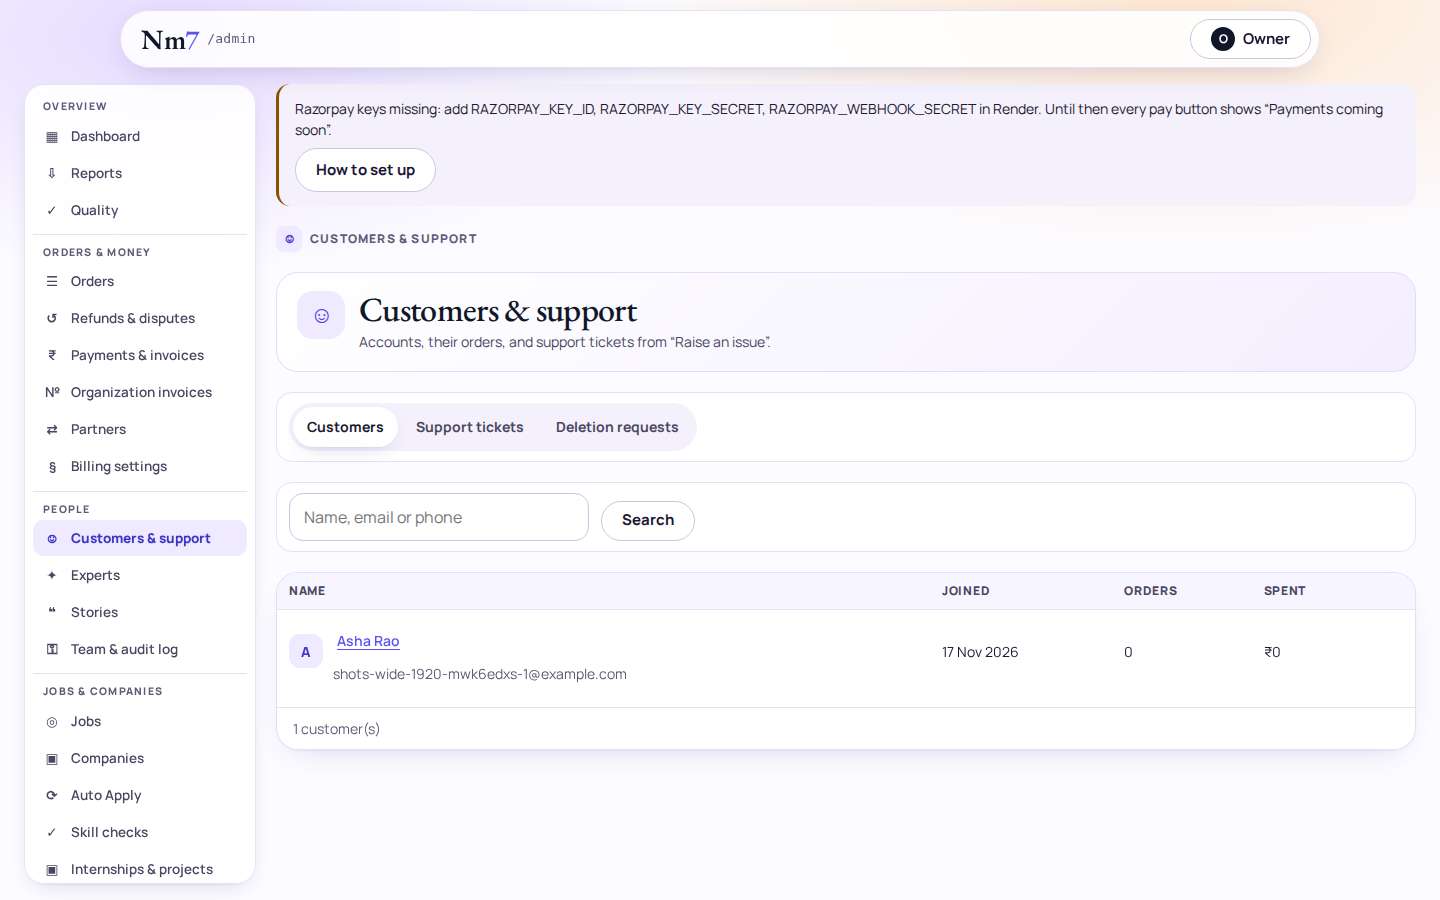 Nm7 /admin
O Owner
OVERVIEW
Dashboard
Reports
Quality
ORDERS & MONEY
Orders
Refunds & disputes
₹ Payments & invoices
Nº Organization invoices
Partners
§ Billing settings
PEOPLE
Customers & support
Experts
❝ Stories
Team & audit log
JOBS & COMPANIES
Jobs
Companies
Auto Apply
Skill checks
Internships & projects
Razorpay keys missing: add RAZORPAY_KEY_ID, RAZORPAY_KEY_SECRET, RAZORPAY_WEBHOOK_SECRET in Render. Until then every pay button shows “Payments coming
soon”.
How to set up
CUSTOMERS & SUPPORT
Customers & support
Accounts, their orders, and support tickets from “Raise an issue”.
Customers Support tickets Deletion requests
Name, email or phone Search
NAME JOINED ORDERS SPENT
A Asha Rao 17 Nov 2026 0 ₹0
shots-wide-1920-mwk6edxs-1@example.com
1 customer(s)